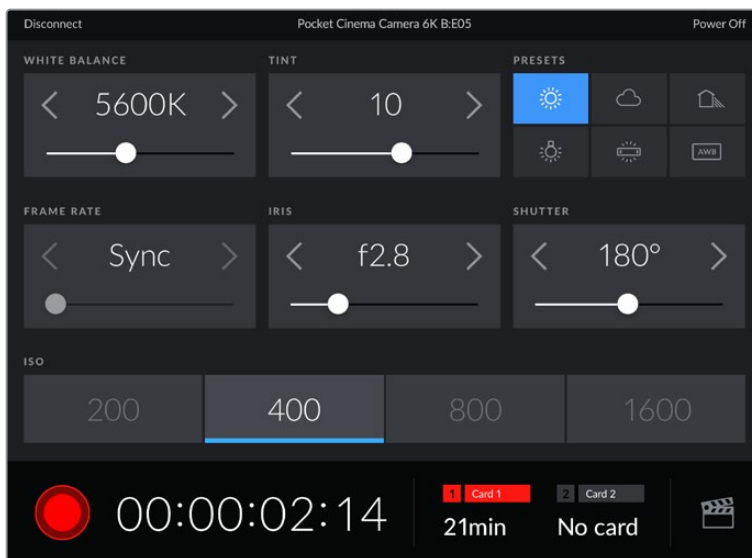 Disconnect Pocket Cinema Camera 6K B:E05 Power Off
WHITE BALANCE TINT PRESETS
5600K 10
AWB
FRAME RATE IRIS SHUTTER
Sync f2.8 180°
ISO
200 400 800 1600
00:00:02:14
1 Card 1 2 Card 2
21min No card